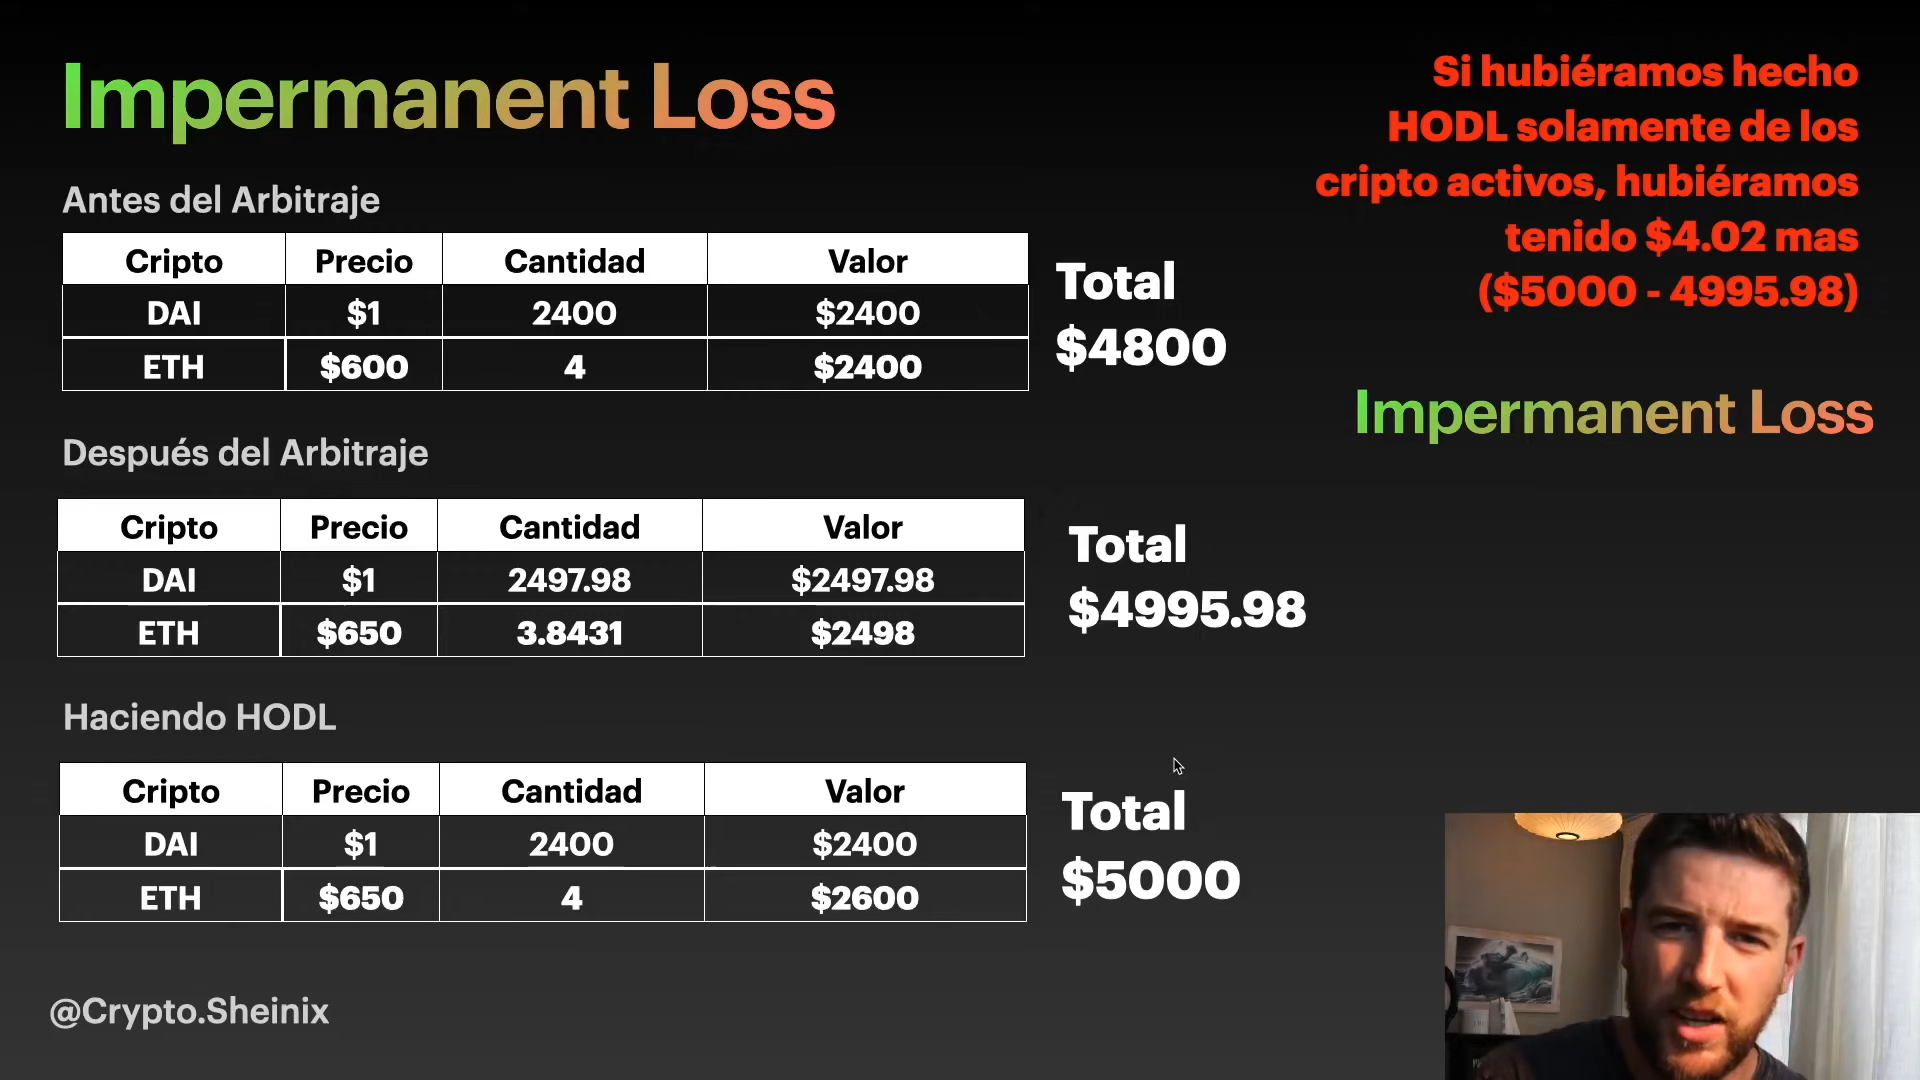 Impermanent Loss
Si hubiéramos hecho
HODL solamente de los
cripto activos, hubiéramos
tenido $4.02 mas
($5000 - 4995.98)
Impermanent Loss
Antes del Arbitraje
Cripto Precio Cantidad Valor
DAI $1 2400 $2400
ETH $600 4 $2400
Total
$4800
Después del Arbitraje
Cripto Precio Cantidad Valor
DAI $1 2497.98 $2497.98
ETH $650 3.8431 $2498
Total
$4995.98
Haciendo HODL
Cripto Precio Cantidad Valor
DAI $1 2400 $2400
ETH $650 4 $2600
Total
$5000
@Crypto.Sheinix